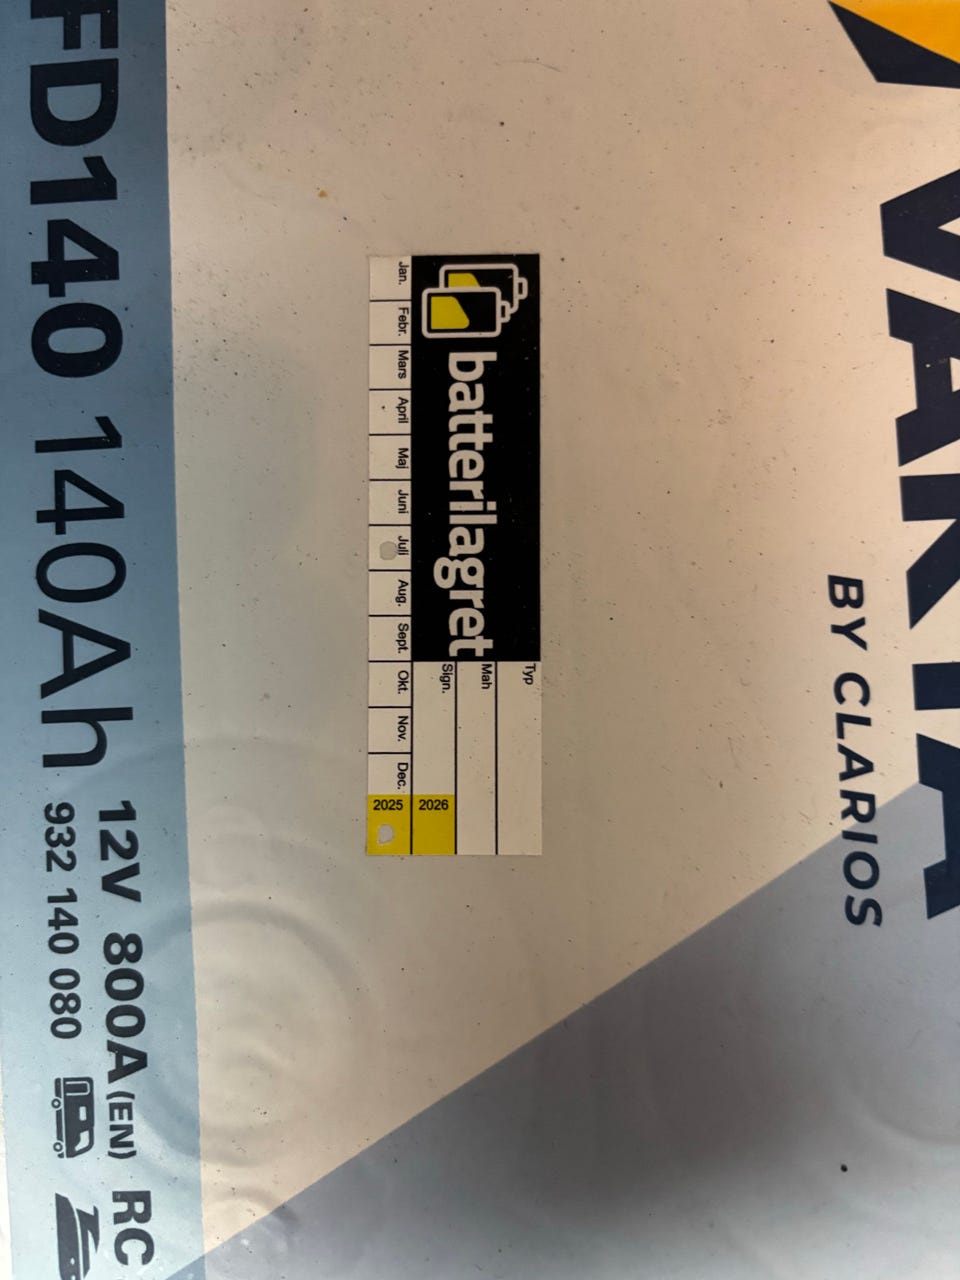 VARTA
BY CLARIOS
batterilagret
Typ
Mah
Sign.
2026
Jan. Febr. Mars April Maj Juni Juli Aug. Sept. Okt. Nov. Dec. 2025
FD140 140Ah 12V 800A (EN) RC
932 140 080